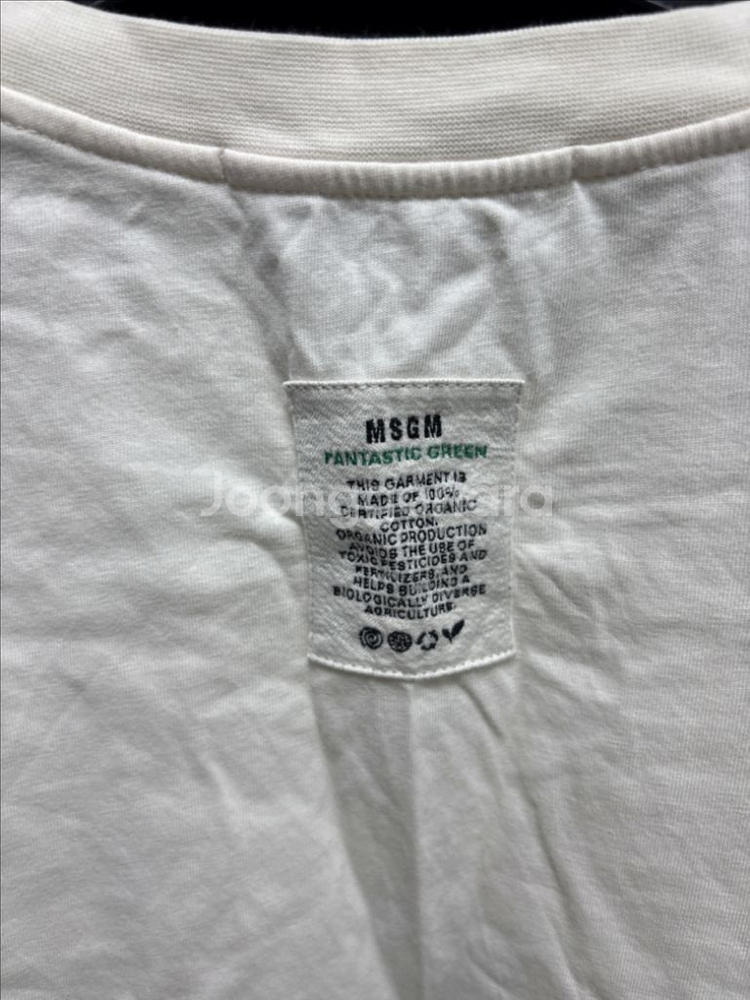 MSGM
FANTASTIC GREEN
THIS GARMENT IS
MADE OF 100%
CERTIFIED ORGANIC
COTTON.
ORGANIC PRODUCTION
AVOIDS THE USE OF
TOXIC PESTICIDES AND
FERTILIZERS, AND
HELPS BUILDING A
BIOLOGICALLY DIVERSE
AGRICULTURE.
Joonggonara